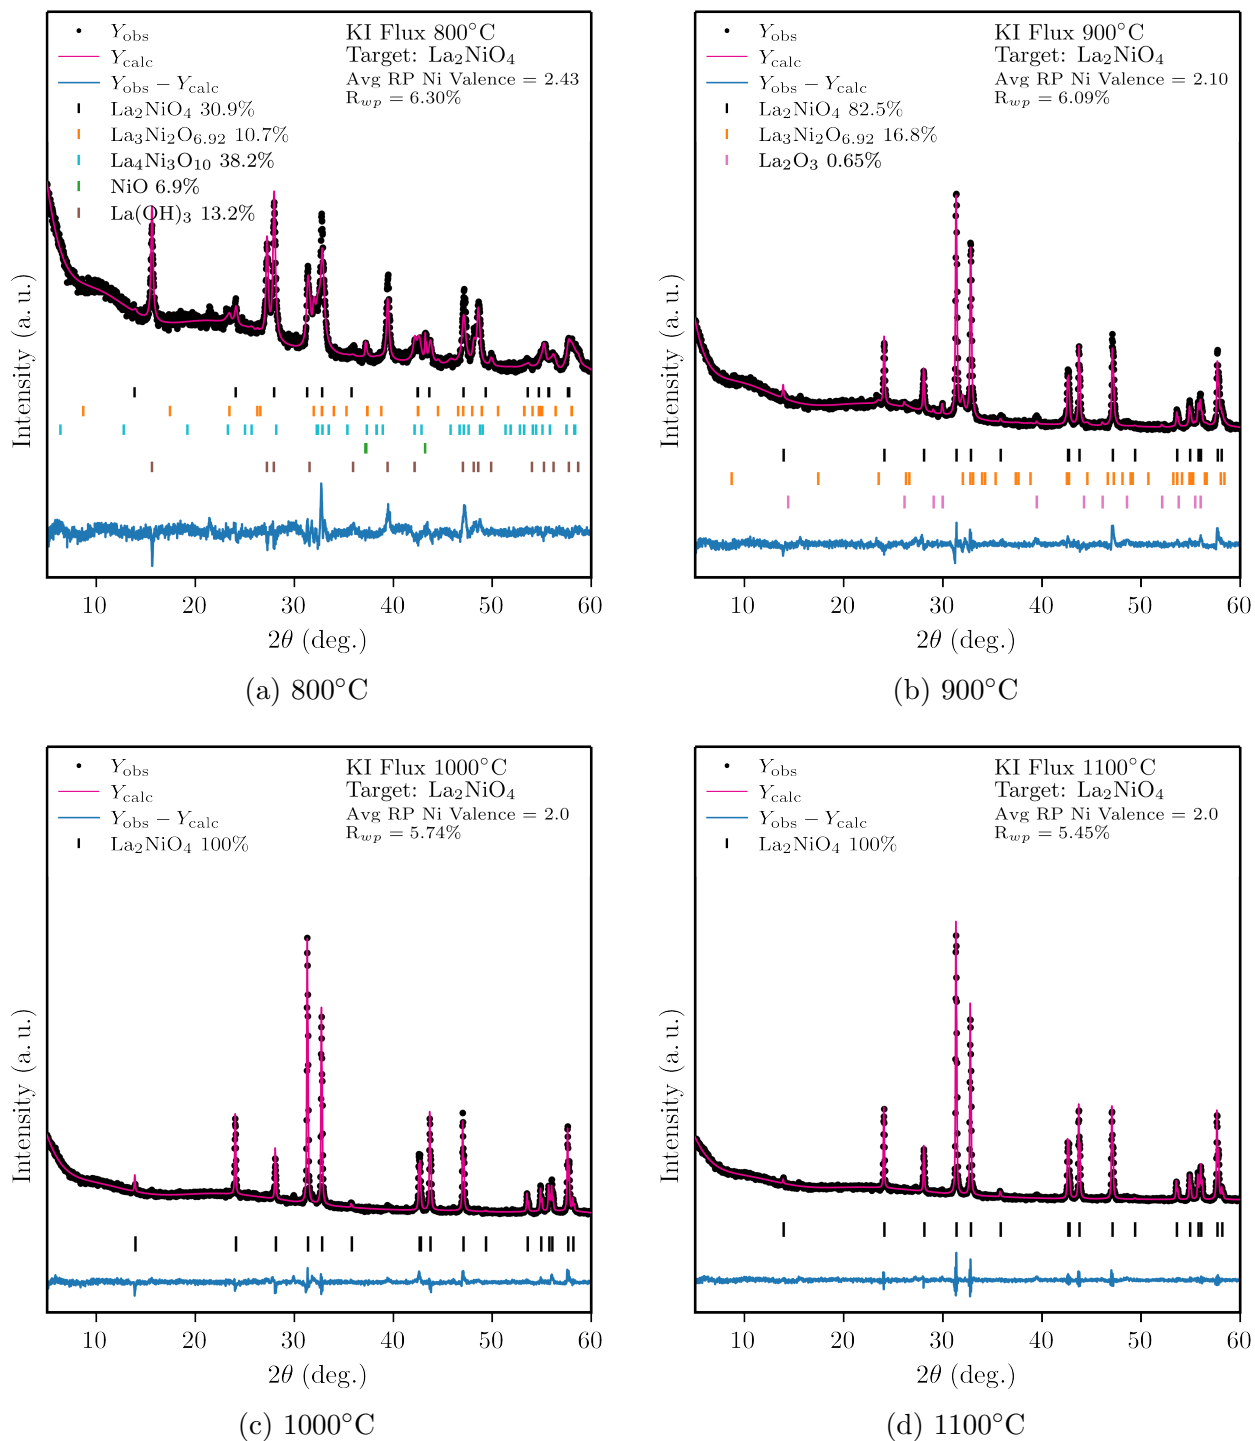 Y_obs
Y_calc
Y_obs − Y_calc
La₂NiO₄ 30.9%
La₃Ni₂O₆.₉₂ 10.7%
La₄Ni₃O₁₀ 38.2%
NiO 6.9%
La(OH)₃ 13.2%
KI Flux 800°C
Target: La₂NiO₄
Avg RP Ni Valence = 2.43
R_wp = 6.30%
Intensity (a. u.)
10 20 30 40 50 60
2θ (deg.)
(a) 800°C
Y_obs
Y_calc
Y_obs − Y_calc
La₂NiO₄ 82.5%
La₃Ni₂O₆.₉₂ 16.8%
La₂O₃ 0.65%
KI Flux 900°C
Target: La₂NiO₄
Avg RP Ni Valence = 2.10
R_wp = 6.09%
Intensity (a. u.)
10 20 30 40 50 60
2θ (deg.)
(b) 900°C
Y_obs
Y_calc
Y_obs − Y_calc
La₂NiO₄ 100%
KI Flux 1000°C
Target: La₂NiO₄
Avg RP Ni Valence = 2.0
R_wp = 5.74%
Intensity (a. u.)
10 20 30 40 50 60
2θ (deg.)
(c) 1000°C
Y_obs
Y_calc
Y_obs − Y_calc
La₂NiO₄ 100%
KI Flux 1100°C
Target: La₂NiO₄
Avg RP Ni Valence = 2.0
R_wp = 5.45%
Intensity (a. u.)
10 20 30 40 50 60
2θ (deg.)
(d) 1100°C